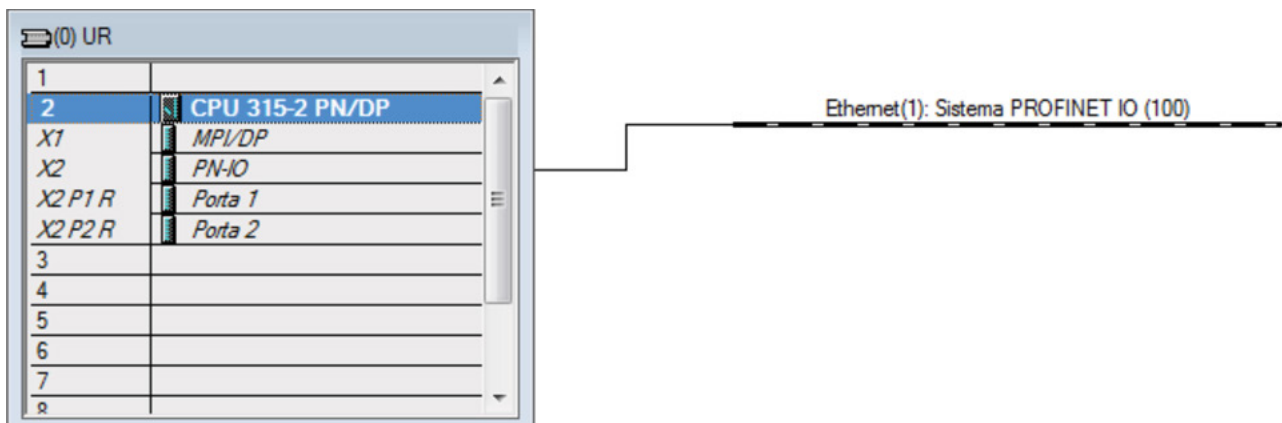 (0) UR
1
2 CPU 315-2 PN/DP
X1 MPI/DP
X2 PN-IO
X2 P1 R Porta 1
X2 P2 R Porta 2
3
4
5
6
7
8
Ethernet(1): Sistema PROFINET IO (100)